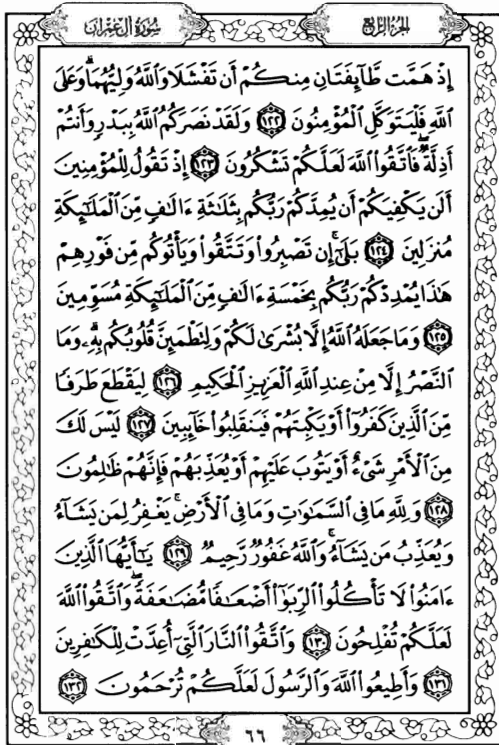 سورة آل عمران
الجزء الرابع
إِذْ هَمَّت طَّآئِفَتَانِ مِنكُمْ أَن تَفْشَلَا وَٱللَّهُ وَلِيُّهُمَا ۗ وَعَلَى
ٱللَّهِ فَلْيَتَوَكَّلِ ٱلْمُؤْمِنُونَ ١٢٢ وَلَقَدْ نَصَرَكُمُ ٱللَّهُ بِبَدْرٍ وَأَنتُمْ
أَذِلَّةٌ ۖ فَٱتَّقُوا۟ ٱللَّهَ لَعَلَّكُمْ تَشْكُرُونَ ١٢٣ إِذْ تَقُولُ لِلْمُؤْمِنِينَ
أَلَن يَكْفِيَكُمْ أَن يُمِدَّكُمْ رَبُّكُم بِثَلَٰثَةِ ءَالَٰفٍ مِّنَ ٱلْمَلَٰٓئِكَةِ
مُنزَلِينَ ١٢٤ بَلَىٰٓ ۚ إِن تَصْبِرُوا۟ وَتَتَّقُوا۟ وَيَأْتُوكُم مِّن فَوْرِهِمْ
هَٰذَا يُمْدِدْكُمْ رَبُّكُم بِخَمْسَةِ ءَالَٰفٍ مِّنَ ٱلْمَلَٰٓئِكَةِ مُسَوِّمِينَ
١٢٥ وَمَا جَعَلَهُ ٱللَّهُ إِلَّا بُشْرَىٰ لَكُمْ وَلِتَطْمَئِنَّ قُلُوبُكُم بِهِۦ ۗ وَمَا
ٱلنَّصْرُ إِلَّا مِنْ عِندِ ٱللَّهِ ٱلْعَزِيزِ ٱلْحَكِيمِ ١٢٦ لِيَقْطَعَ طَرَفًا
مِّنَ ٱلَّذِينَ كَفَرُوٓا۟ أَوْ يَكْبِتَهُمْ فَيَنقَلِبُوا۟ خَآئِبِينَ ١٢٧ لَيْسَ لَكَ
مِنَ ٱلْأَمْرِ شَىْءٌ أَوْ يَتُوبَ عَلَيْهِمْ أَوْ يُعَذِّبَهُمْ فَإِنَّهُمْ ظَٰلِمُونَ
١٢٨ وَلِلَّهِ مَا فِى ٱلسَّمَٰوَٰتِ وَمَا فِى ٱلْأَرْضِ ۚ يَغْفِرُ لِمَن يَشَآءُ
وَيُعَذِّبُ مَن يَشَآءُ ۚ وَٱللَّهُ غَفُورٌ رَّحِيمٌ ١٢٩ يَٰٓأَيُّهَا ٱلَّذِينَ
ءَامَنُوا۟ لَا تَأْكُلُوا۟ ٱلرِّبَوٰٓا۟ أَضْعَٰفًا مُّضَٰعَفَةً ۖ وَٱتَّقُوا۟ ٱللَّهَ
لَعَلَّكُمْ تُفْلِحُونَ ١٣٠ وَٱتَّقُوا۟ ٱلنَّارَ ٱلَّتِىٓ أُعِدَّتْ لِلْكَٰفِرِينَ
١٣١ وَأَطِيعُوا۟ ٱللَّهَ وَٱلرَّسُولَ لَعَلَّكُمْ تُرْحَمُونَ ١٣٢
٦٦